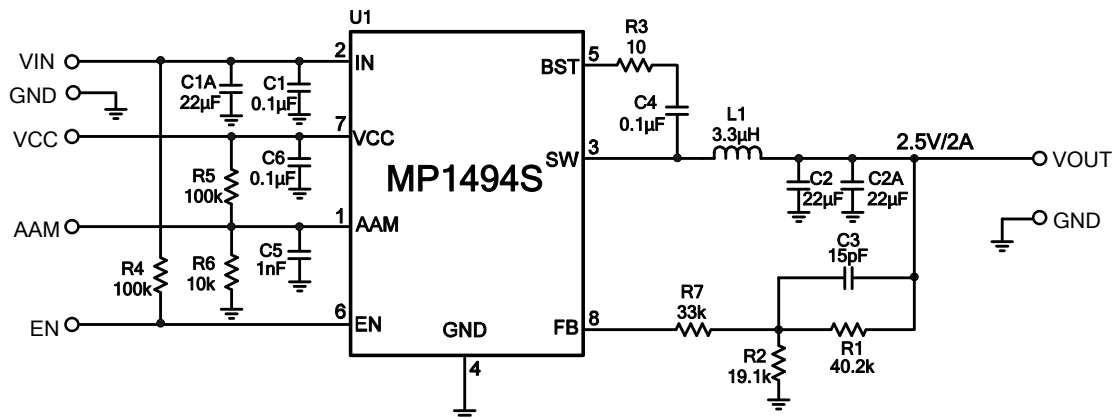 U1
VIN
GND
VCC
AAM
EN
C1A
22µF
C1
0.1µF
R5
100k
C6
0.1µF
R4
100k
R6
10k
C5
1nF
2
IN
7
VCC
1
AAM
6
EN
MP1494S
GND
4
BST
5
SW
3
FB
8
R3
10
C4
0.1µF
L1
3.3µH
2.5V/2A
VOUT
C2
22µF
C2A
22µF
GND
C3
15pF
R7
33k
R2
19.1k
R1
40.2k